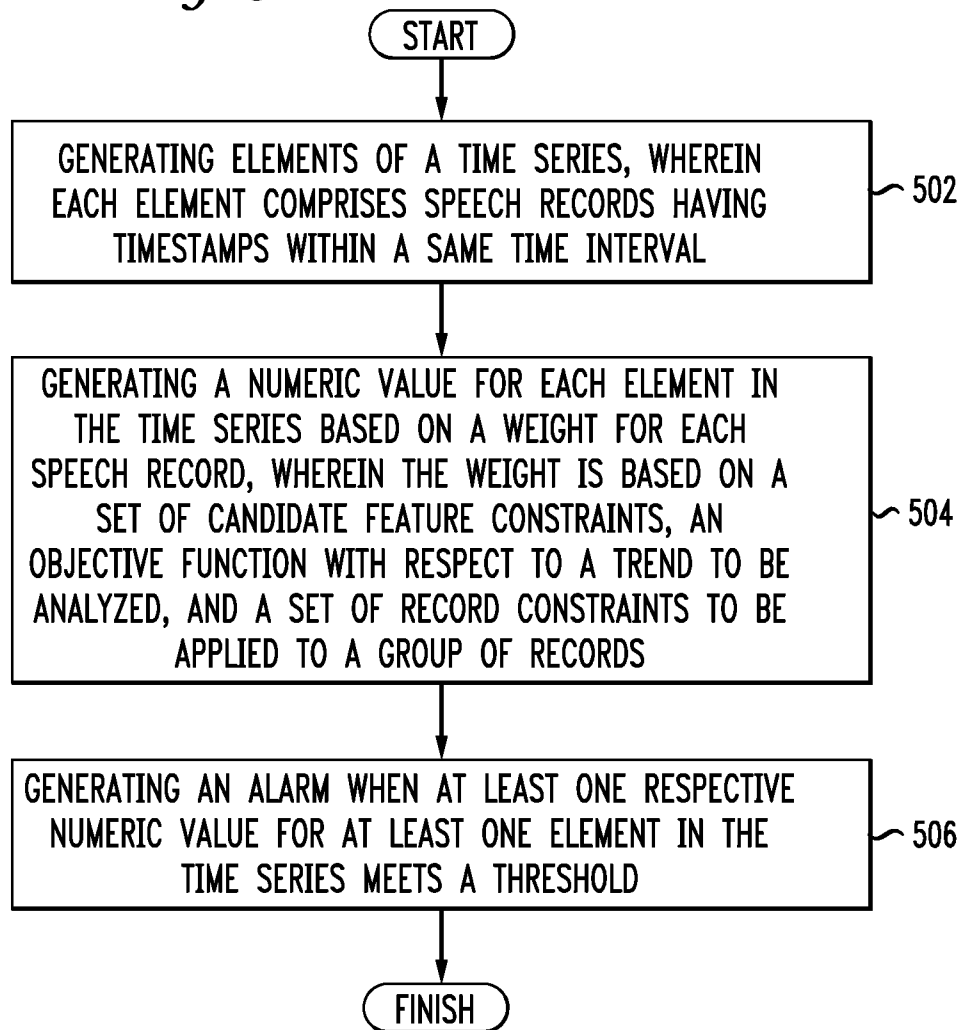 START
GENERATING ELEMENTS OF A TIME SERIES, WHEREIN
EACH ELEMENT COMPRISES SPEECH RECORDS HAVING
TIMESTAMPS WITHIN A SAME TIME INTERVAL
502
GENERATING A NUMERIC VALUE FOR EACH ELEMENT IN
THE TIME SERIES BASED ON A WEIGHT FOR EACH
SPEECH RECORD, WHEREIN THE WEIGHT IS BASED ON A
SET OF CANDIDATE FEATURE CONSTRAINTS, AN
OBJECTIVE FUNCTION WITH RESPECT TO A TREND TO BE
ANALYZED, AND A SET OF RECORD CONSTRAINTS TO BE
APPLIED TO A GROUP OF RECORDS
504
GENERATING AN ALARM WHEN AT LEAST ONE RESPECTIVE
NUMERIC VALUE FOR AT LEAST ONE ELEMENT IN THE
TIME SERIES MEETS A THRESHOLD
506
FINISH